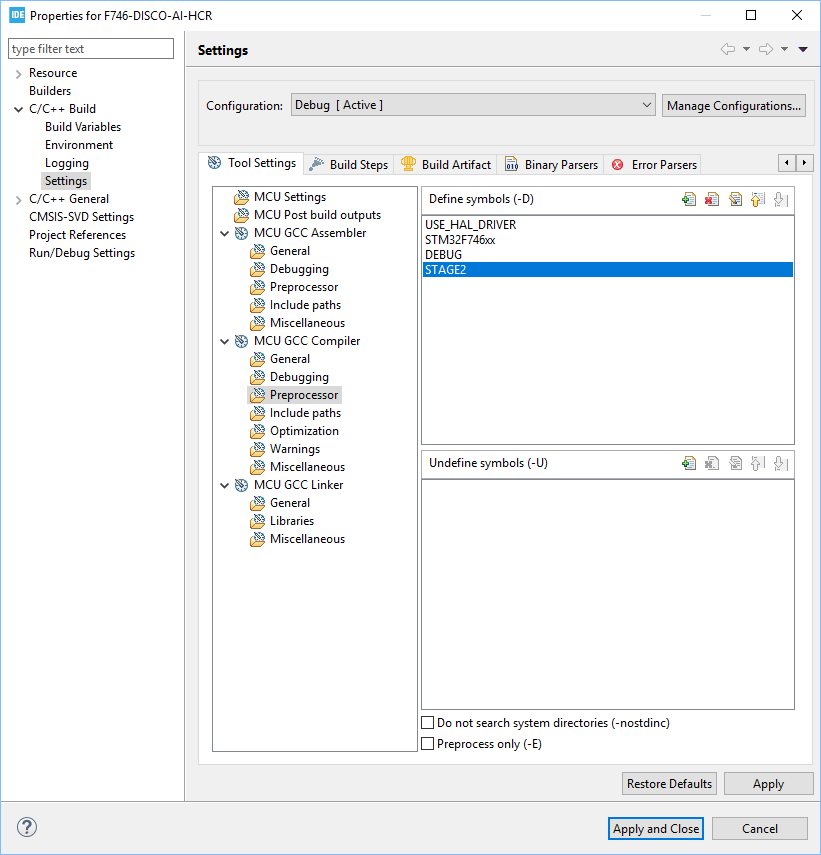 IDE Properties for F746-DISCO-AI-HCR
type filter text
Resource
Builders
C/C++ Build
Build Variables
Environment
Logging
Settings
C/C++ General
CMSIS-SVD Settings
Project References
Run/Debug Settings
Settings
Configuration: Debug [ Active ] Manage Configurations...
Tool Settings Build Steps Build Artifact Binary Parsers Error Parsers
MCU Settings
MCU Post build outputs
MCU GCC Assembler
General
Debugging
Preprocessor
Include paths
Miscellaneous
MCU GCC Compiler
General
Debugging
Preprocessor
Include paths
Optimization
Warnings
Miscellaneous
MCU GCC Linker
General
Libraries
Miscellaneous
Define symbols (-D)
USE_HAL_DRIVER
STM32F746xx
DEBUG
STAGE2
Undefine symbols (-U)
Do not search system directories (-nostdinc)
Preprocess only (-E)
Restore Defaults Apply
? Apply and Close Cancel